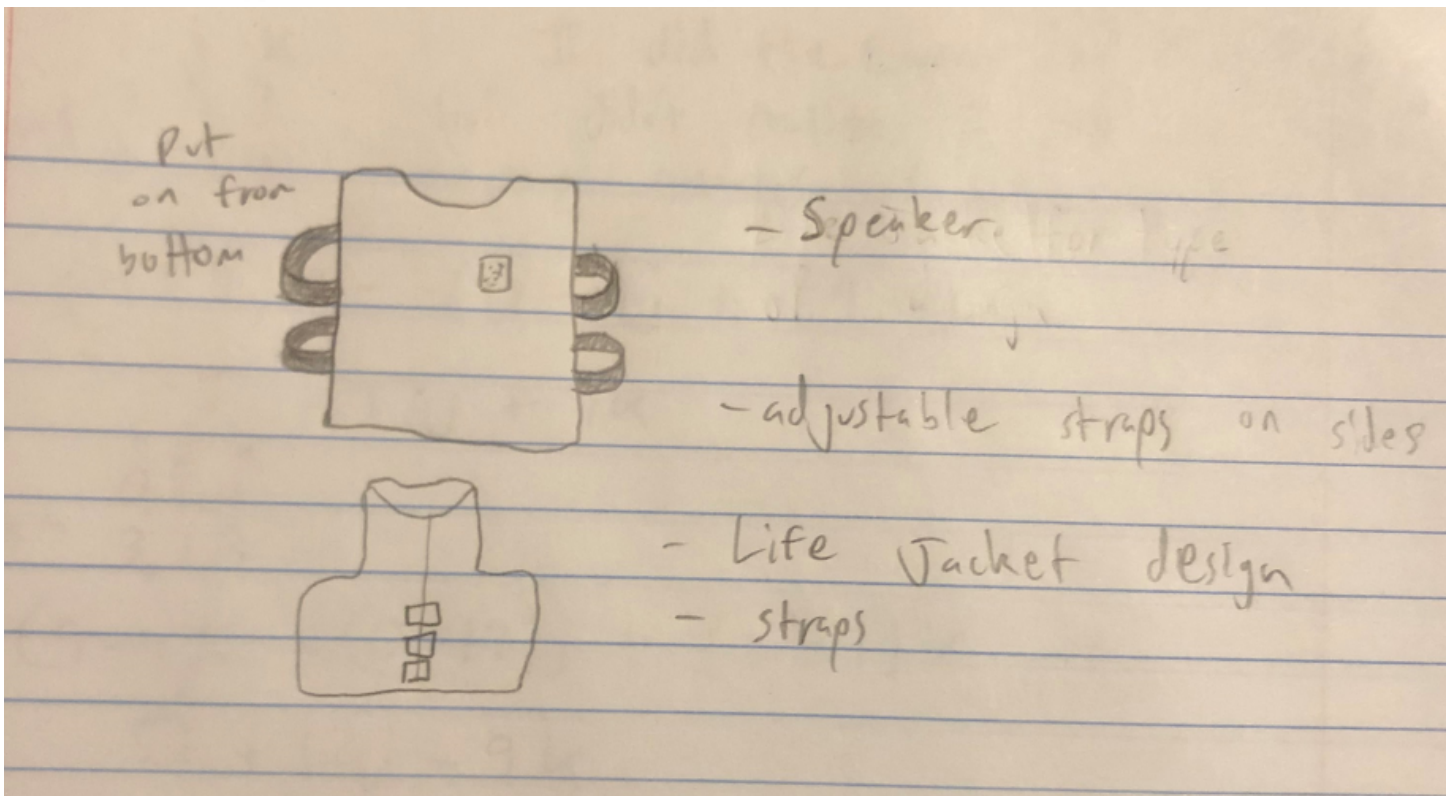 Put
on from
bottom
- Speaker
- adjustable straps on sides
- Life Jacket design
- straps